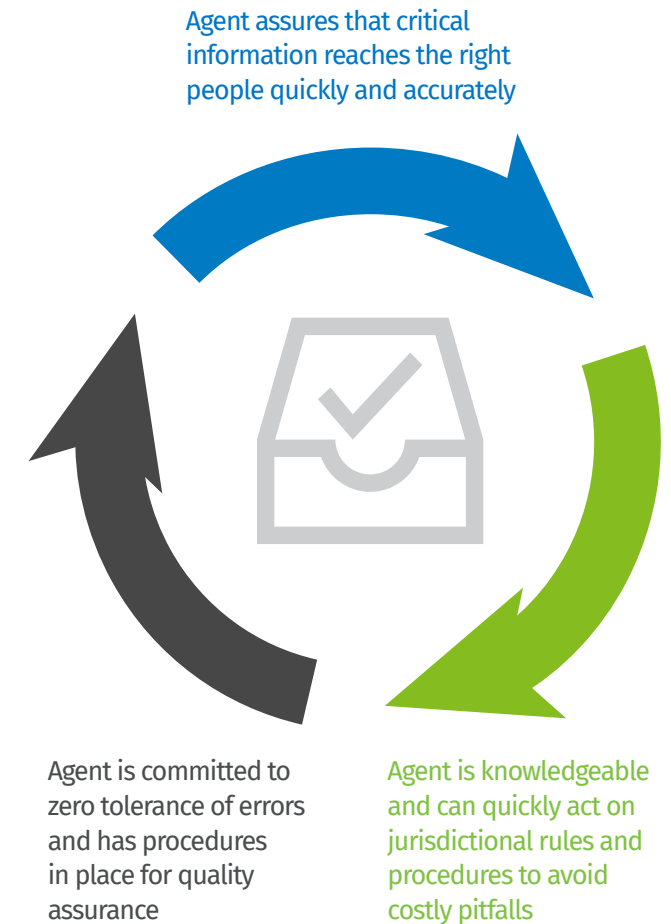 Agent assures that critical
information reaches the right
people quickly and accurately
Agent is committed to
zero tolerance of errors
and has procedures
in place for quality
assurance
Agent is knowledgeable
and can quickly act on
jurisdictional rules and
procedures to avoid
costly pitfalls